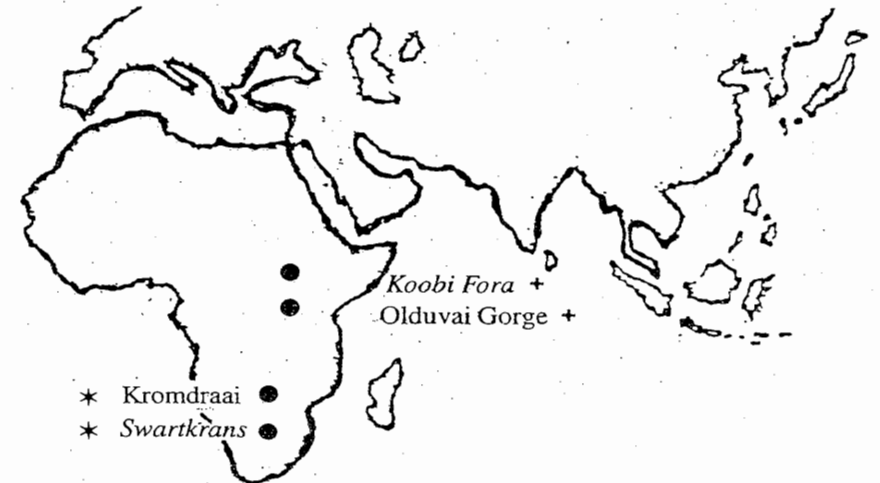 Koobi Fora +
Olduvai Gorge +
✶ Kromdraai
✶ Swartkrans